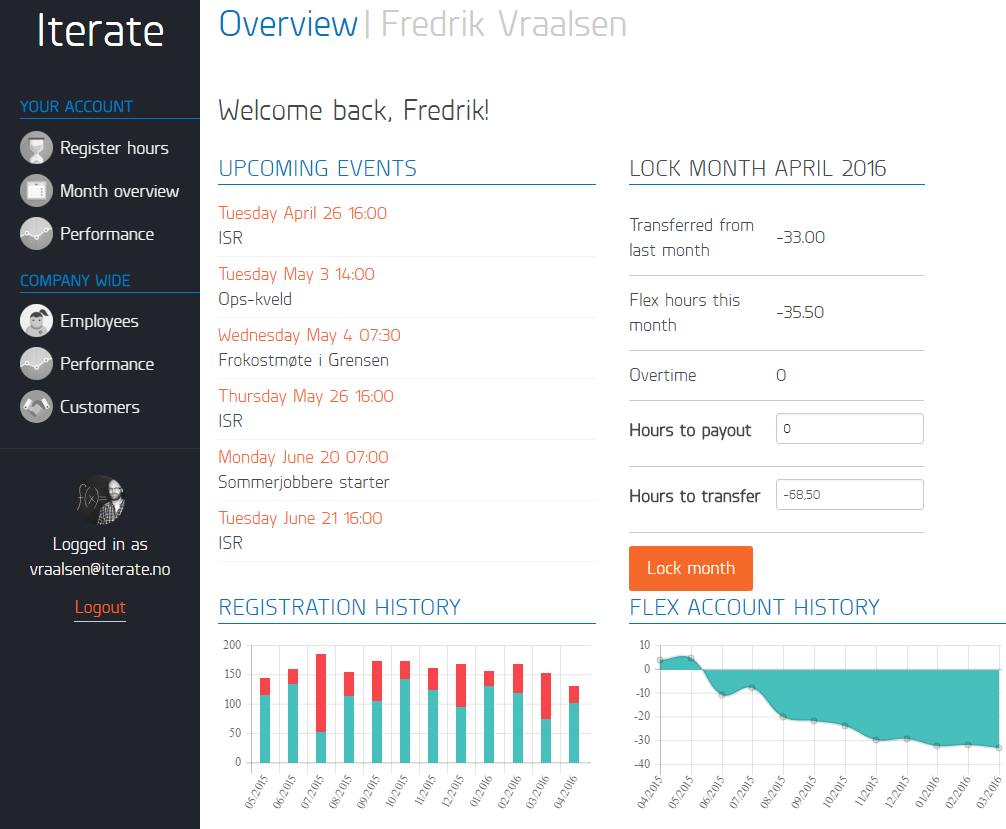 Iterate
YOUR ACCOUNT
Register hours
Month overview
Performance
COMPANY WIDE
Employees
Performance
Customers
f(x)=
Logged in as
vraalsen@iterate.no
Logout
Overview | Fredrik Vraalsen
Welcome back, Fredrik!
UPCOMING EVENTS
Tuesday April 26 16:00
ISR
Tuesday May 3 14:00
Ops-kveld
Wednesday May 4 07:30
Frokostmøte i Grensen
Thursday May 26 16:00
ISR
Monday June 20 07:00
Sommerjobbere starter
Tuesday June 21 16:00
ISR
LOCK MONTH APRIL 2016
Transferred from
last month
-33.00
Flex hours this
month
-35.50
Overtime
0
Hours to payout
0
Hours to transfer
-68,50
Lock month
REGISTRATION HISTORY
200
150
100
50
0
05/2015
06/2015
07/2015
08/2015
09/2015
10/2015
11/2015
12/2015
01/2016
02/2016
03/2016
04/2016
FLEX ACCOUNT HISTORY
10
0
-10
-20
-30
-40
04/2015
05/2015
06/2015
07/2015
08/2015
09/2015
10/2015
11/2015
12/2015
01/2016
02/2016
03/2016